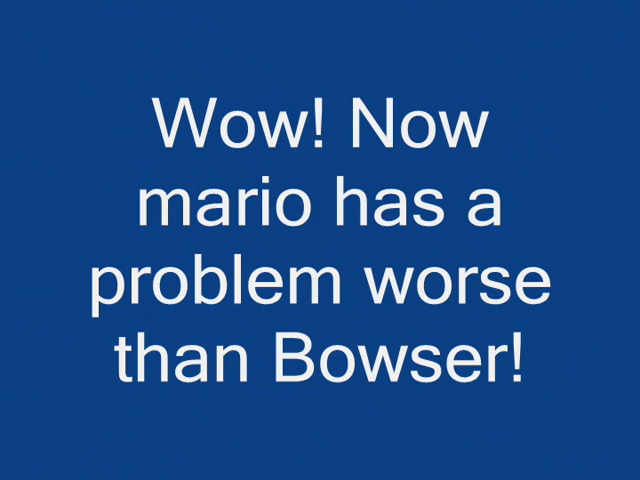 Wow! Now
mario has a
problem worse
than Bowser!